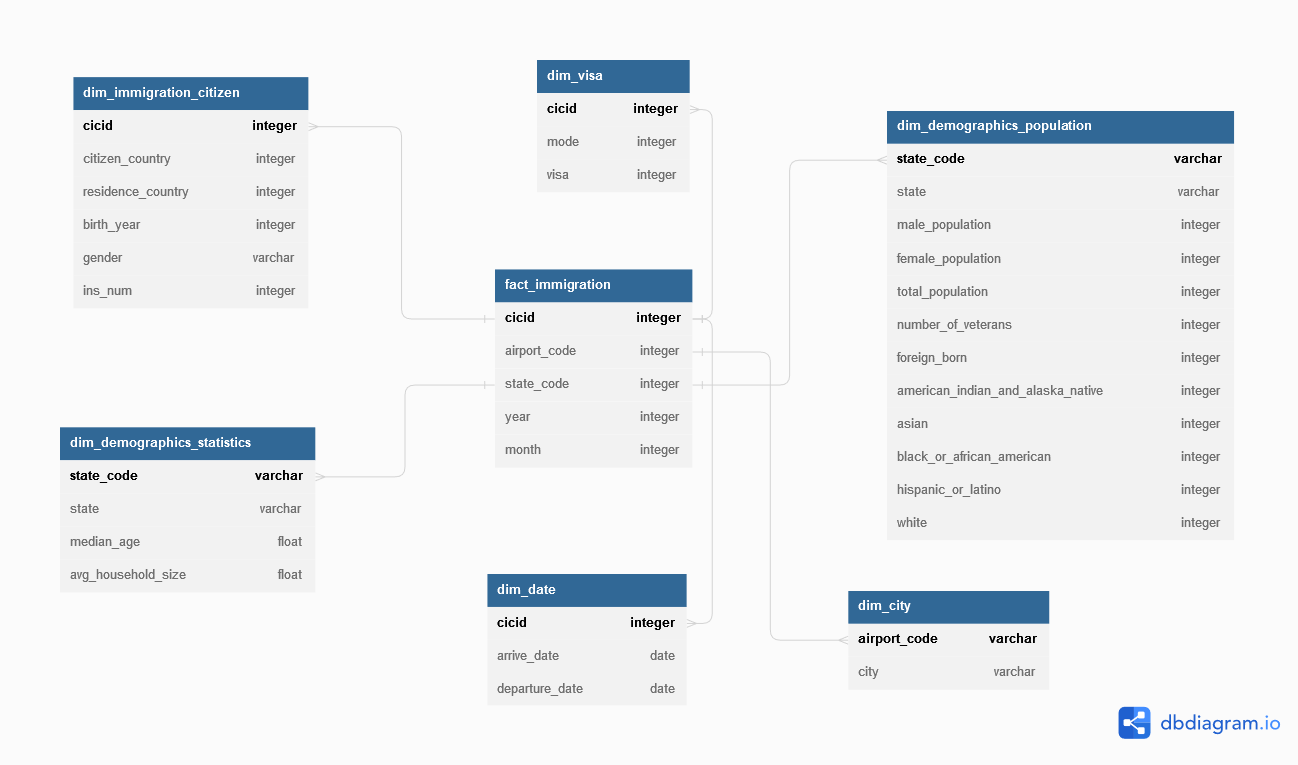 dim_immigration_citizen
cicid integer
citizen_country integer
residence_country integer
birth_year integer
gender varchar
ins_num integer
dim_visa
cicid integer
mode integer
visa integer
dim_demographics_population
state_code varchar
state varchar
male_population integer
female_population integer
total_population integer
number_of_veterans integer
foreign_born integer
american_indian_and_alaska_native integer
asian integer
black_or_african_american integer
hispanic_or_latino integer
white integer
fact_immigration
cicid integer
airport_code integer
state_code integer
year integer
month integer
dim_demographics_statistics
state_code varchar
state varchar
median_age float
avg_household_size float
dim_date
cicid integer
arrive_date date
departure_date date
dim_city
airport_code varchar
city varchar
dbdiagram.io